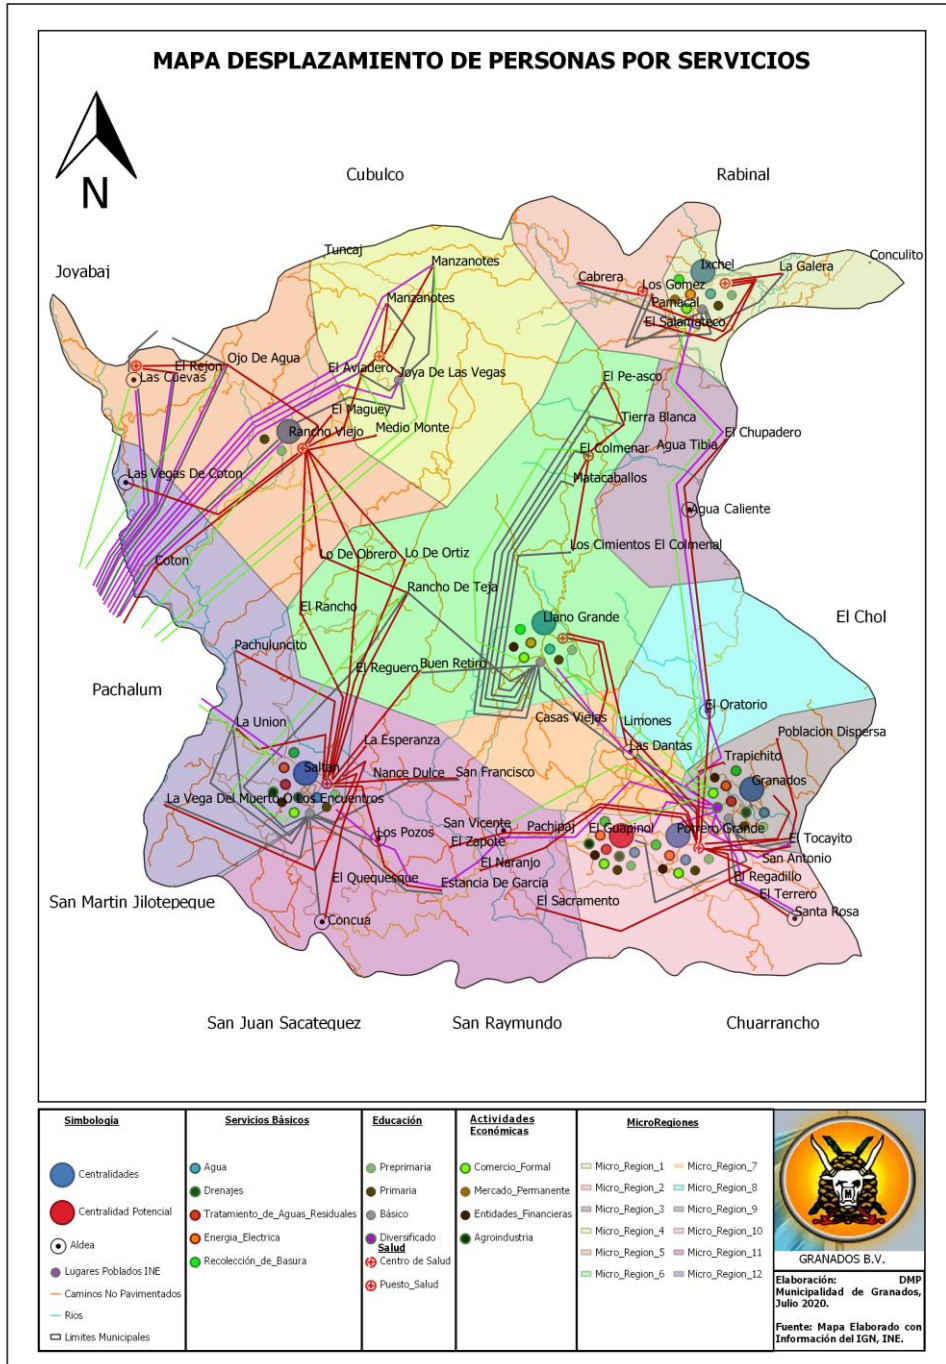 MAPA DESPLAZAMIENTO DE PERSONAS POR SERVICIOS
N
Cubulco
Rabinal
Joyabaj
Tuncaj
Manzanotes
Ixchel
La Galera
Conculito
Cabrera
Los Gomez
Manzanotes
Pamacal
El Salamateco
Ojo De Agua
El Rejon
Las Cuevas
El Aviadero
Joya De Las Vegas
El Pe-asco
El Maguey
Tierra Blanca
Rancho Viejo
Medio Monte
El Chupadero
El Colmenar
Agua Tibia
Las Vegas De Coton
Matacaballos
Agua Caliente
Coton
Lo De Obrero
Lo De Ortiz
Los Cimientos El Colmenal
Rancho De Teja
El Rancho
Llano Grande
El Chol
Pachuluncito
El Reguero
Buen Retiro
Pachalum
El Oratorio
La Union
Casas Viejas
Limones
La Esperanza
Las Dantas
Poblacion Dispersa
Trapichito
Saltan
Nance Dulce
San Francisco
Granados
La Vega Del Muerto O Los Encuentros
San Vicente
Pachipaj
El Guapinol
Potrero Grande
Los Pozos
El Zapote
El Tocayito
El Naranjo
San Antonio
El Quequesque
Estancia De Garcia
El Regadillo
El Terrero
San Martin Jilotepeque
El Sacramento
Santa Rosa
Concua
San Juan Sacatequez
San Raymundo
Chuarrancho
Simbología
Centralidades
Centralidad Potencial
Aldea
Lugares Poblados INE
Caminos No Pavimentados
Rios
Limites Municipales
Servicios Básicos
Agua
Drenajes
Tratamiento_de_Aguas_Residuales
Energia_Electrica
Recolección_de_Basura
Educación
Preprimaria
Primaria
Básico
Diversificado
Salud
Centro de Salud
Puesto_Salud
Actividades
Económicas
Comercio_Formal
Mercado_Permanente
Entidades_Financieras
Agroindustria
MicroRegiones
Micro_Region_1
Micro_Region_2
Micro_Region_3
Micro_Region_4
Micro_Region_5
Micro_Region_6
Micro_Region_7
Micro_Region_8
Micro_Region_9
Micro_Region_10
Micro_Region_11
Micro_Region_12
M
GRANADOS B.V.
Elaboración: DMP
Municipalidad de Granados,
Julio 2020.
Fuente: Mapa Elaborado con
Información del IGN, INE.